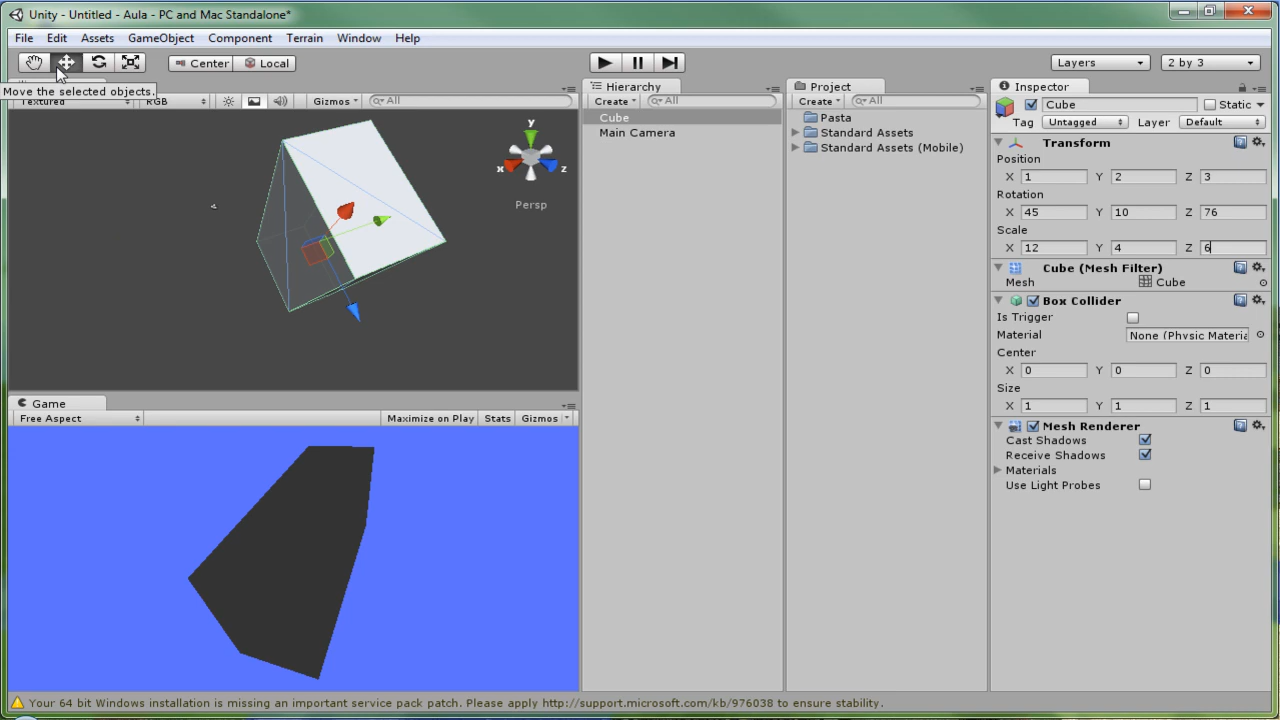 Unity - Untitled - Aula - PC and Mac Standalone*
File Edit Assets GameObject Component Terrain Window Help
Center Local Layers 2 by 3
Move the selected objects.
Textured RGB Gizmos All
Hierarchy
Create All
Cube
Main Camera
Project
Create All
Pasta
Standard Assets
Standard Assets (Mobile)
y
x
z
Persp
Inspector
Cube Static
Tag Untagged Layer Default
Transform
Position
X 1 Y 2 Z 3
Rotation
X 45 Y 10 Z 76
Scale
X 12 Y 4 Z 6
Cube (Mesh Filter)
Mesh Cube
Box Collider
Is Trigger
Material None (Physic Materia
Center
X 0 Y 0 Z 0
Size
X 1 Y 1 Z 1
Mesh Renderer
Cast Shadows
Receive Shadows
Materials
Use Light Probes
Game
Free Aspect Maximize on Play Stats Gizmos
Your 64 bit Windows installation is missing an important service pack patch. Please apply http://support.microsoft.com/kb/976038 to ensure stability.